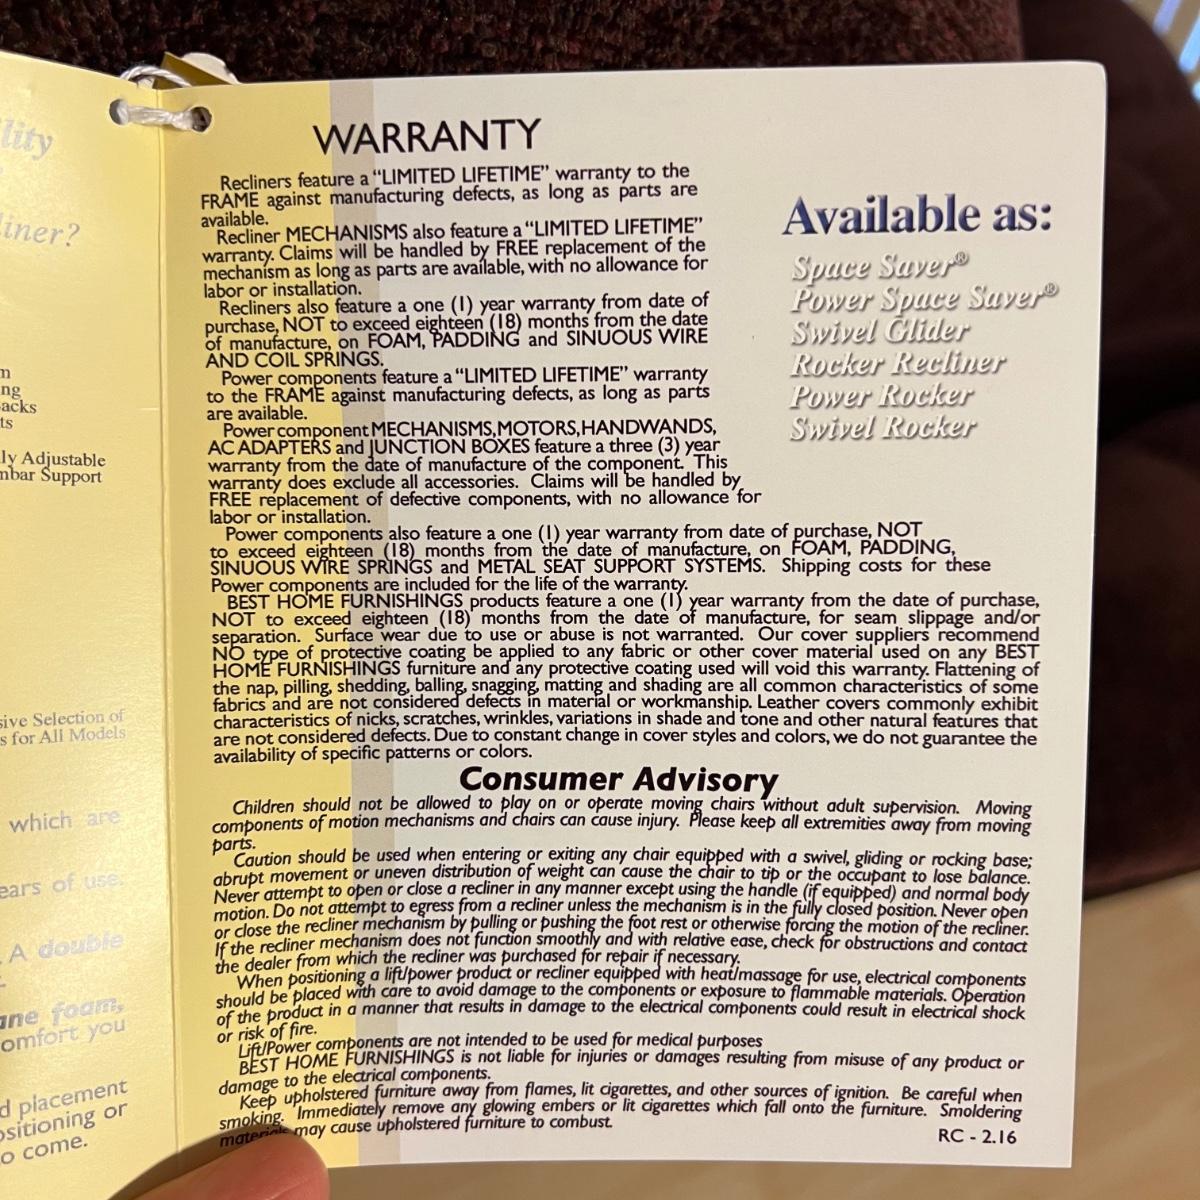 lity
liner?
n
ng
acks
ts
ly Adjustable
mbar Support
sive Selection of
s for All Models
which are
ears of use.
. A double
ane foam,
omfort you
d placement
ositioning or
o come.
WARRANTY
Recliners feature a "LIMITED LIFETIME" warranty to the
FRAME against manufacturing defects, as long as parts are
available.
Recliner MECHANISMS also feature a "LIMITED LIFETIME"
warranty. Claims will be handled by FREE replacement of the
mechanism as long as parts are available, with no allowance for
labor or installation.
Recliners also feature a one (1) year warranty from date of
purchase, NOT to exceed eighteen (18) months from the date
of manufacture, on FOAM, PADDING and SINUOUS WIRE
AND COIL SPRINGS.
Power components feature a "LIMITED LIFETIME" warranty
to the FRAME against manufacturing defects, as long as parts
are available.
Power component MECHANISMS, MOTORS, HANDWANDS,
AC ADAPTERS and JUNCTION BOXES feature a three (3) year
warranty from the date of manufacture of the component. This
warranty does exclude all accessories. Claims will be handled by
FREE replacement of defective components, with no allowance for
labor or installation.
Power components also feature a one (1) year warranty from date of purchase, NOT
to exceed eighteen (18) months from the date of manufacture, on FOAM, PADDING,
SINUOUS WIRE SPRINGS and METAL SEAT SUPPORT SYSTEMS. Shipping costs for these
Power components are included for the life of the warranty.
BEST HOME FURNISHINGS products feature a one (1) year warranty from the date of purchase,
NOT to exceed eighteen (18) months from the date of manufacture, for seam slippage and/or
separation. Surface wear due to use or abuse is not warranted. Our cover suppliers recommend
NO type of protective coating be applied to any fabric or other cover material used on any BEST
HOME FURNISHINGS furniture and any protective coating used will void this warranty. Flattening of
the nap, pilling, shedding, balling, snagging, matting and shading are all common characteristics of some
fabrics and are not considered defects in material or workmanship. Leather covers commonly exhibit
characteristics of nicks, scratches, wrinkles, variations in shade and tone and other natural features that
are not considered defects. Due to constant change in cover styles and colors, we do not guarantee the
availability of specific patterns or colors.
Available as:
Space Saver®
Power Space Saver®
Swivel Glider
Rocker Recliner
Power Rocker
Swivel Rocker
Consumer Advisory
Children should not be allowed to play on or operate moving chairs without adult supervision. Moving
components of motion mechanisms and chairs can cause injury. Please keep all extremities away from moving
parts.
Caution should be used when entering or exiting any chair equipped with a swivel, gliding or rocking base;
abrupt movement or uneven distribution of weight can cause the chair to tip or the occupant to lose balance.
Never attempt to open or close a recliner in any manner except using the handle (if equipped) and normal body
motion. Do not attempt to egress from a recliner unless the mechanism is in the fully closed position. Never open
or close the recliner mechanism by pulling or pushing the foot rest or otherwise forcing the motion of the recliner.
If the recliner mechanism does not function smoothly and with relative ease, check for obstructions and contact
the dealer from which the recliner was purchased for repair if necessary.
When positioning a lift/power product or recliner equipped with heat/massage for use, electrical components
should be placed with care to avoid damage to the components or exposure to flammable materials. Operation
of the product in a manner that results in damage to the electrical components could result in electrical shock
or risk of fire.
Lift/Power components are not intended to be used for medical purposes
BEST HOME FURNISHINGS is not liable for injuries or damages resulting from misuse of any product or
damage to the electrical components.
Keep upholstered furniture away from flames, lit cigarettes, and other sources of ignition. Be careful when
smoking. Immediately remove any glowing embers or lit cigarettes which fall onto the furniture. Smoldering
materials may cause upholstered furniture to combust.
RC - 2.16